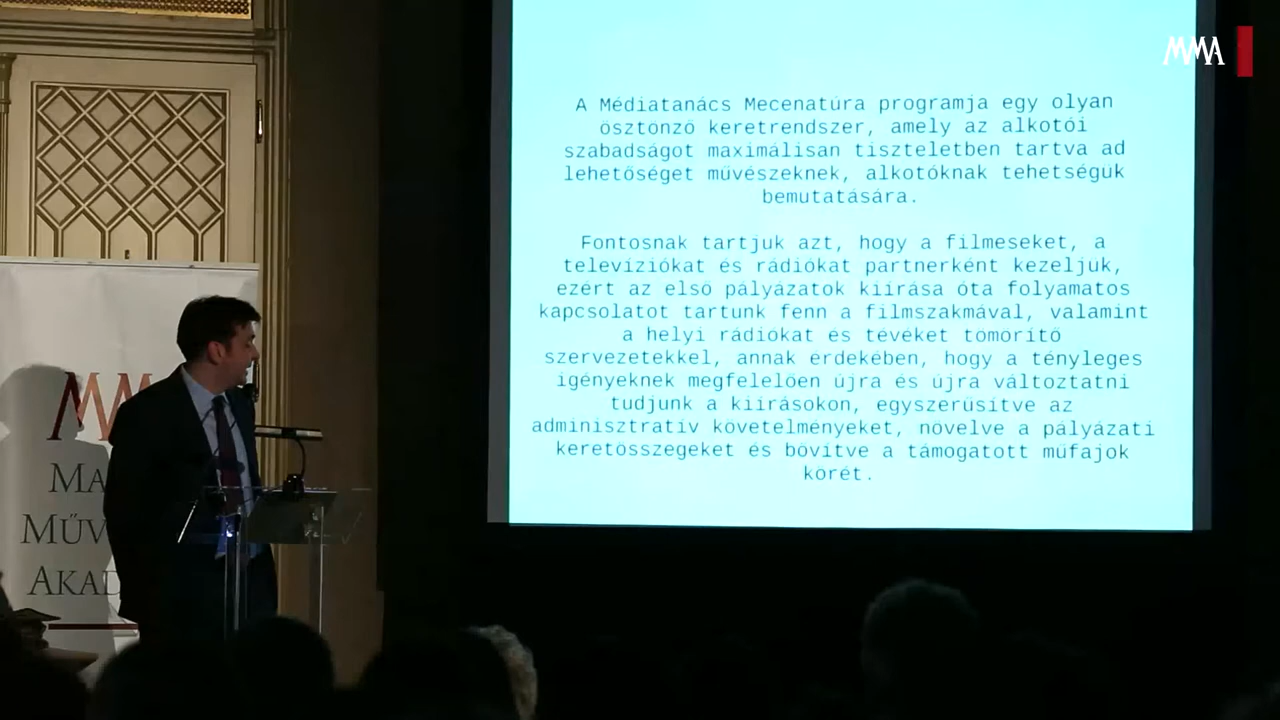 MMA
A Médiatanács Mecenatúra programja egy olyan
ösztönző keretrendszer, amely az alkotói
szabadságot maximálisan tiszteletben tartva ad
lehetőséget művészeknek, alkotóknak tehetségük
bemutatására.
Fontosnak tartjuk azt, hogy a filmeseket, a
televíziókat és rádiókat partnerként kezeljük,
ezért az első pályázatok kiírása óta folyamatos
kapcsolatot tartunk fenn a filmszakmával, valamint
a helyi rádiókat és tévéket tömörítő
szervezetekkel, annak érdekében, hogy a tényleges
igényeknek megfelelően újra és újra változtatni
tudjunk a kiírásokon, egyszerűsítve az
adminisztratív követelményeket, növelve a pályázati
keretösszegeket és bővítve a támogatott műfajok
körét.
MM
MA
MŰV
AKAD